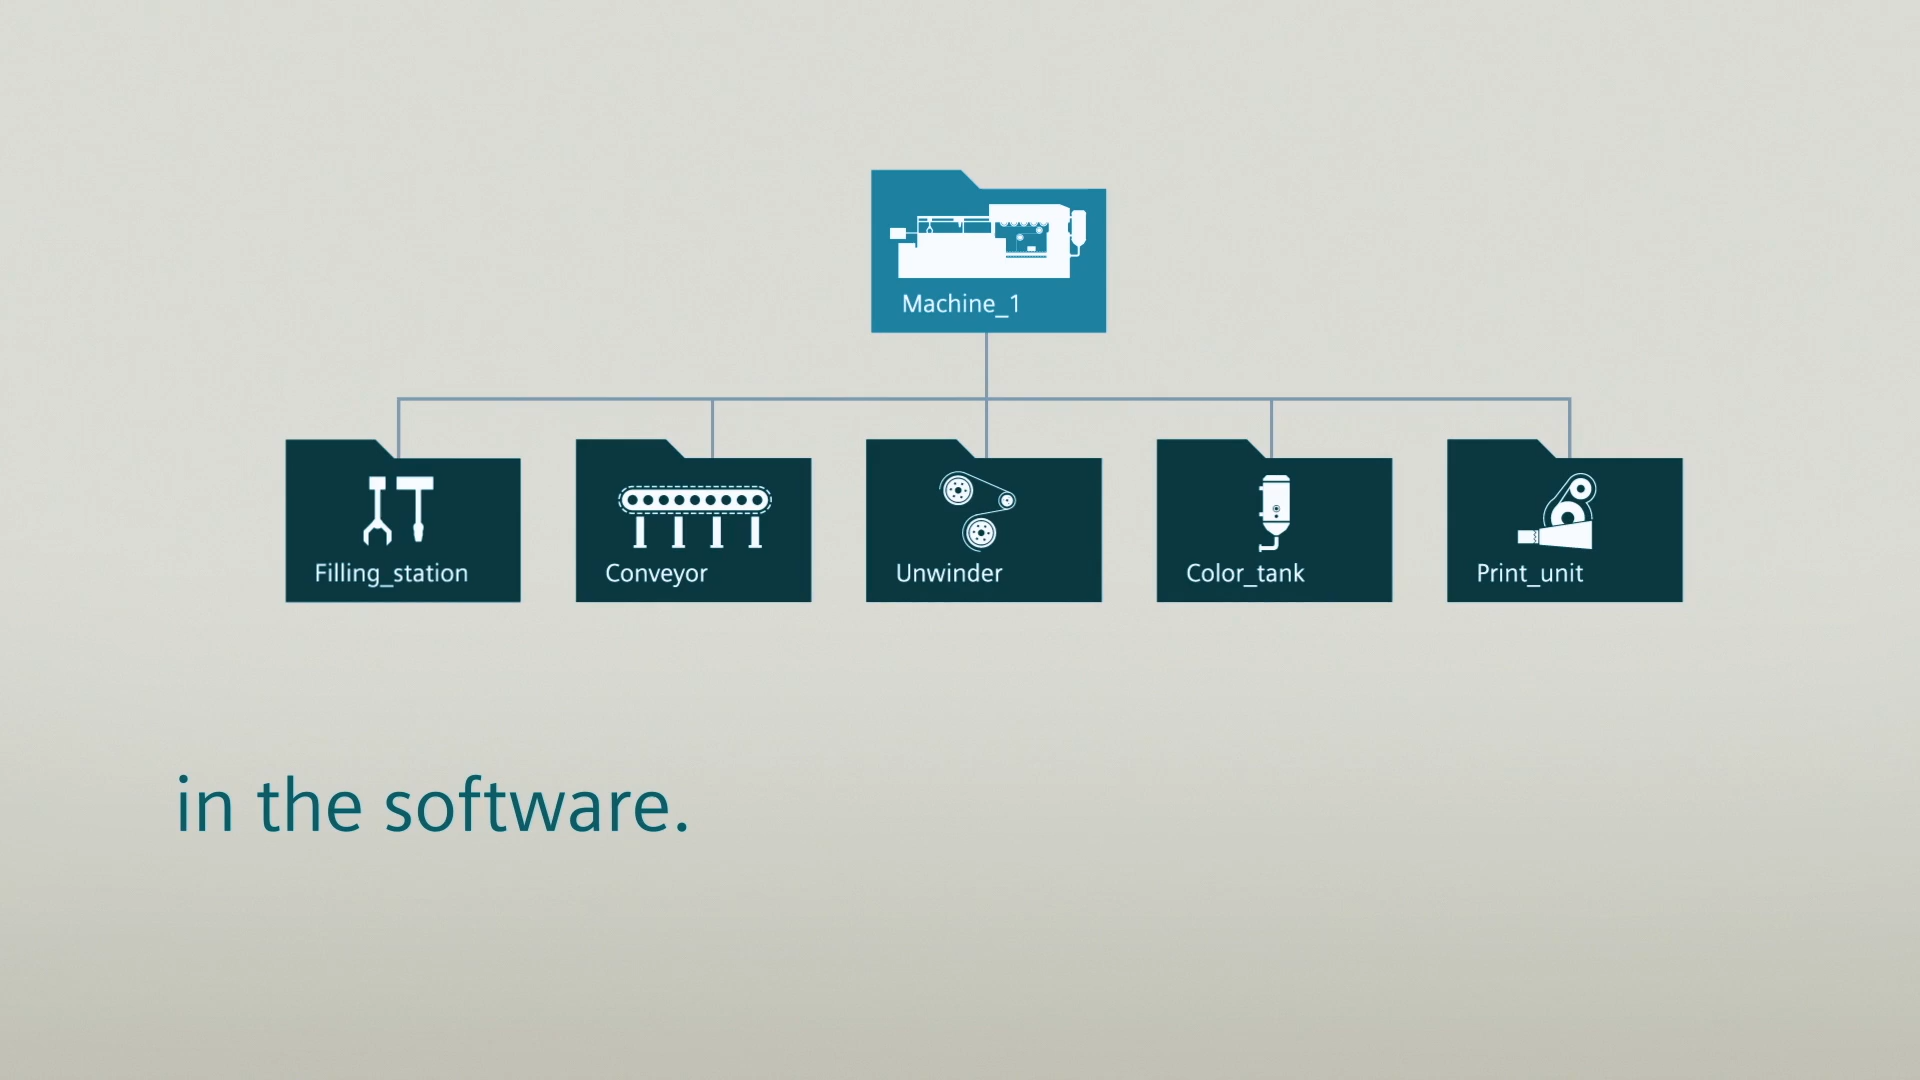 Machine_1
Filling_station
Conveyor
Unwinder
Color_tank
Print_unit
in the software.